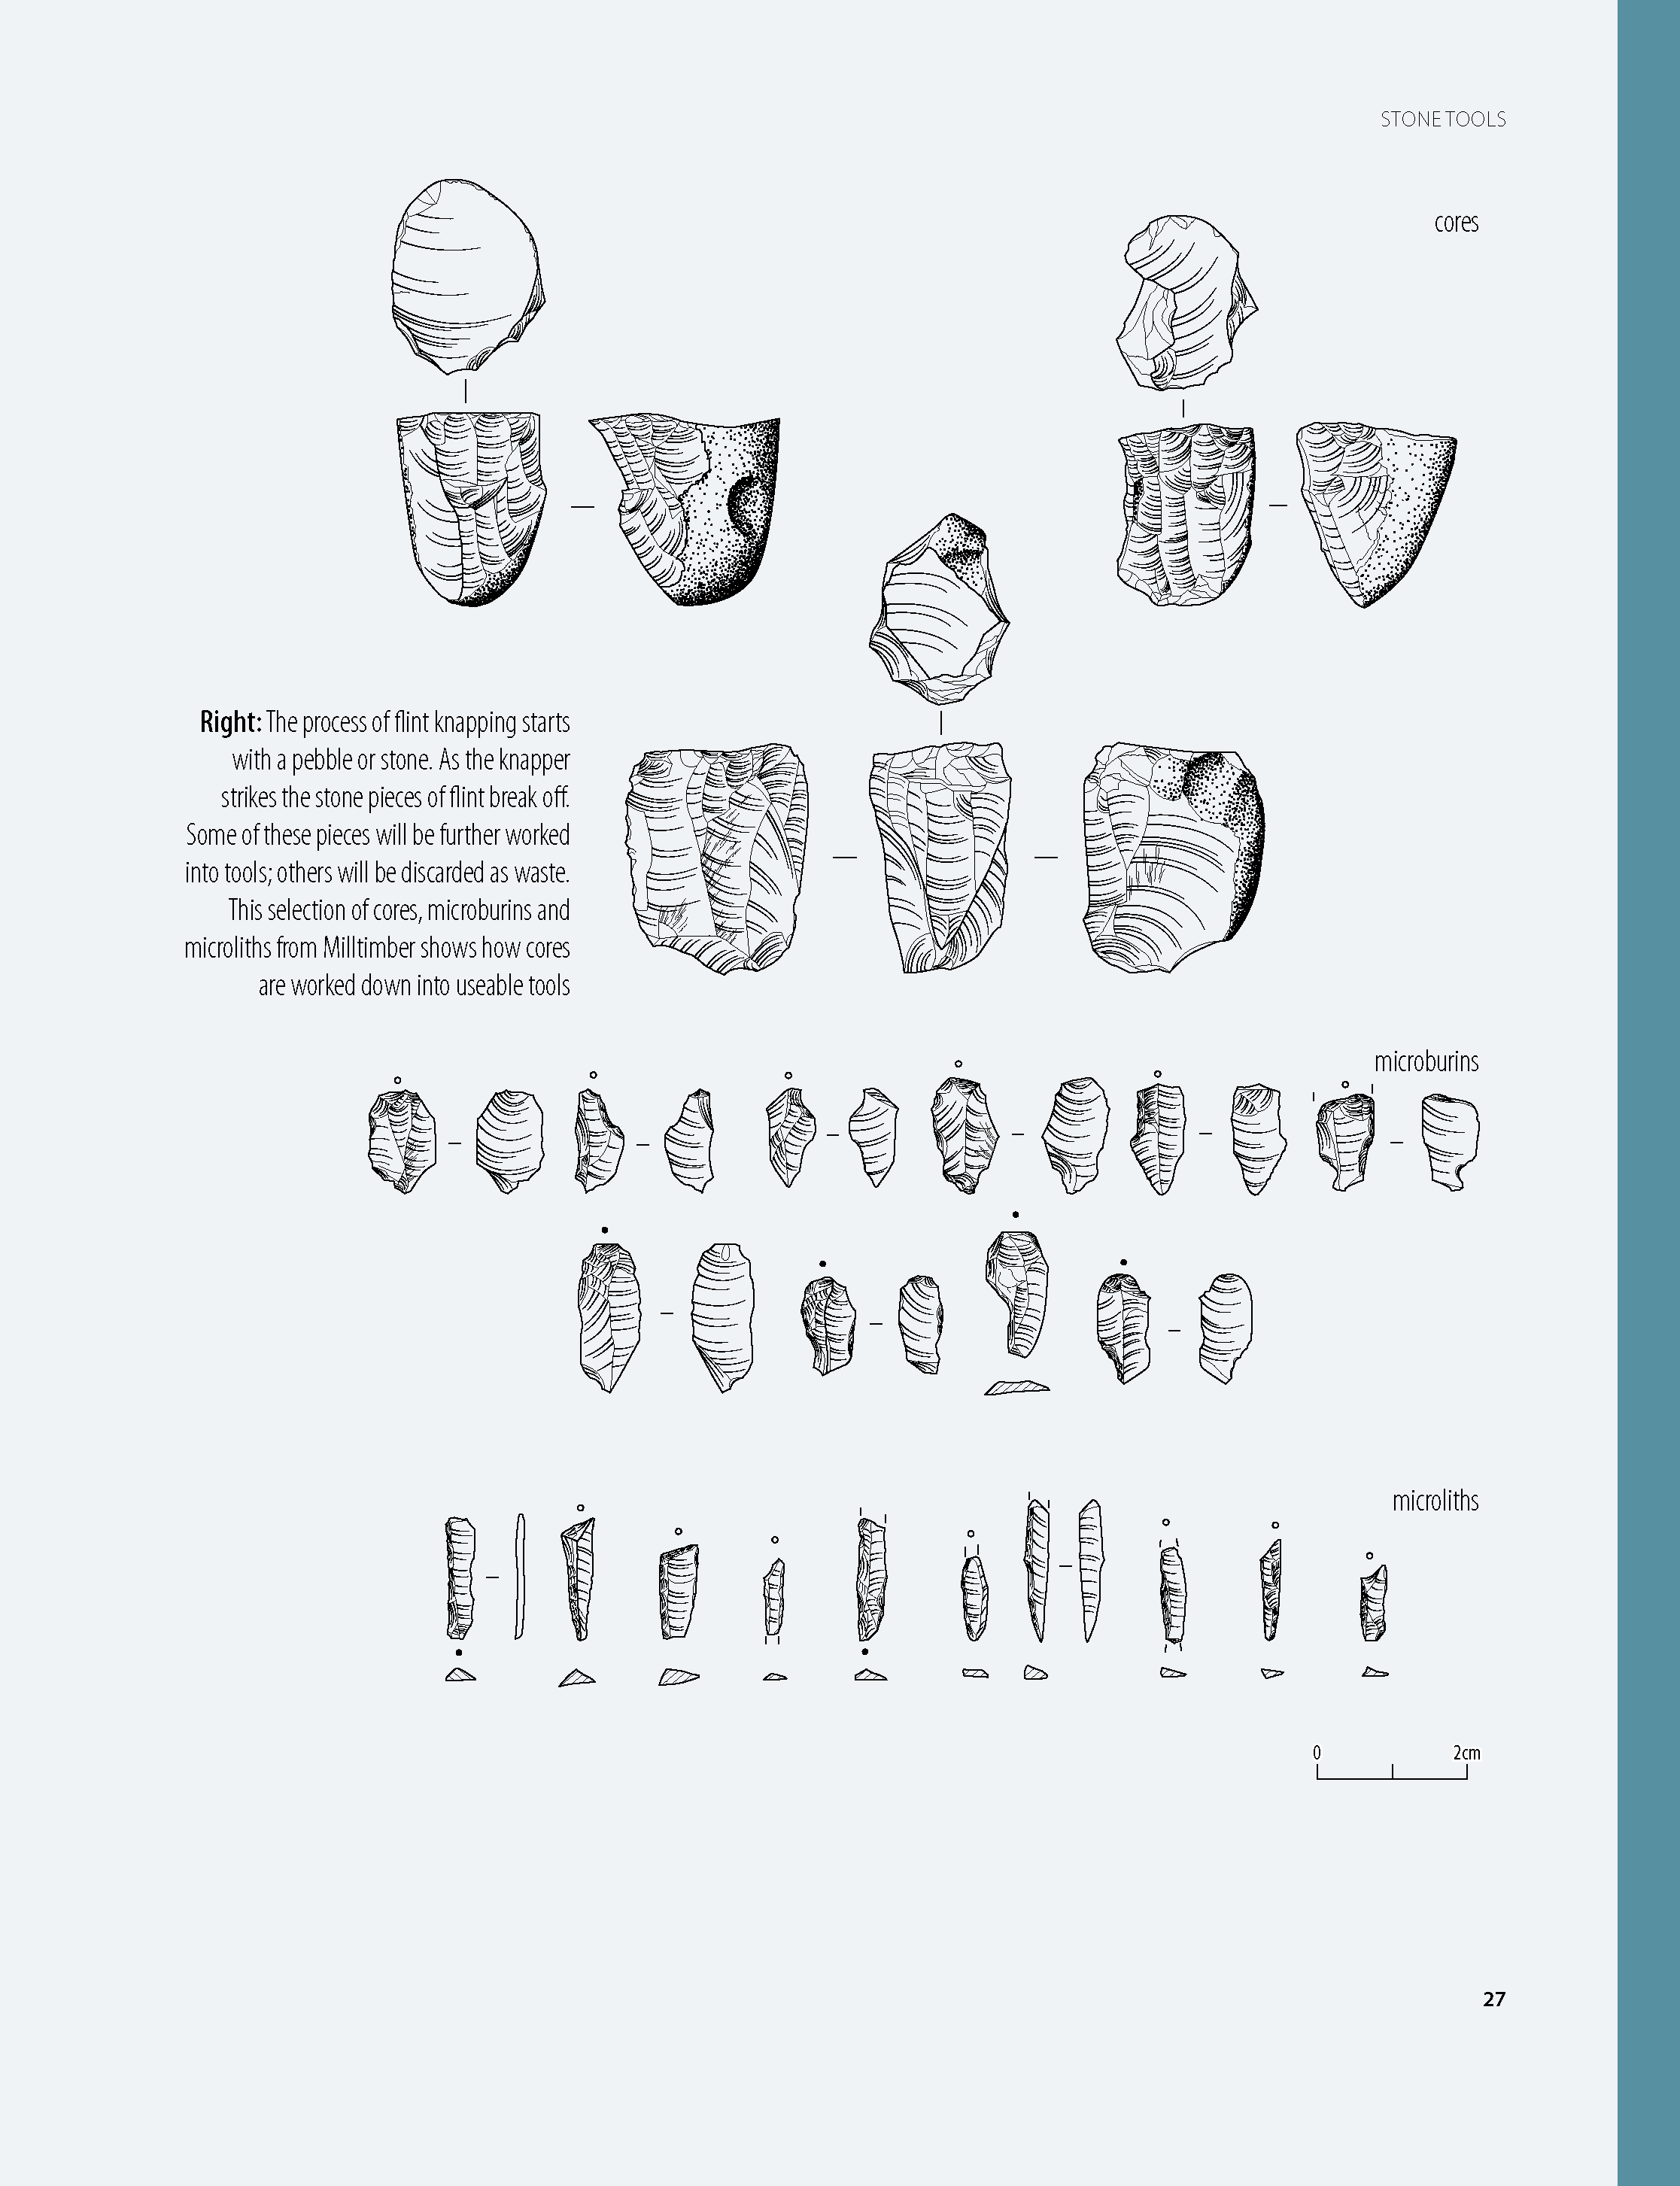 STONE TOOLS
cores
Right: The process of flint knapping starts
with a pebble or stone. As the knapper
strikes the stone pieces of flint break off.
Some of these pieces will be further worked
into tools; others will be discarded as waste.
This selection of cores, microburins and
microliths from Milltimber shows how cores
are worked down into useable tools
microburins
microliths
0 2cm
27